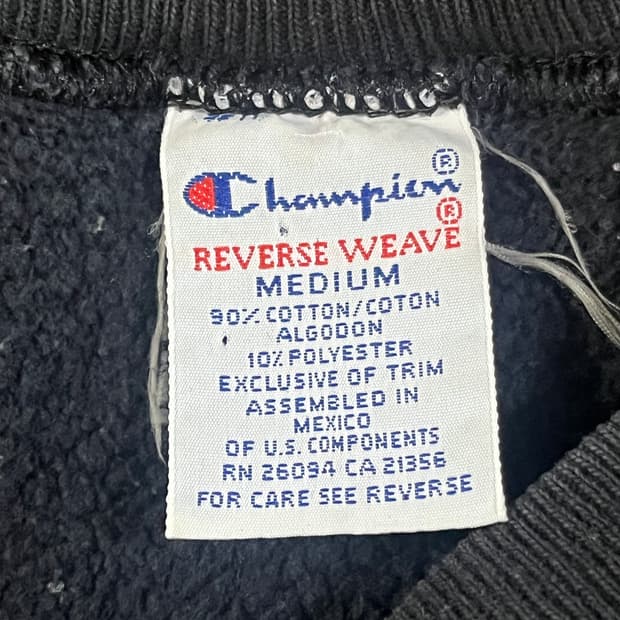 Champion®
REVERSE WEAVE®
MEDIUM
90% COTTON/COTON
ALGODON
10% POLYESTER
EXCLUSIVE OF TRIM
ASSEMBLED IN
MEXICO
OF U.S. COMPONENTS
RN 26094 CA 21356
FOR CARE SEE REVERSE